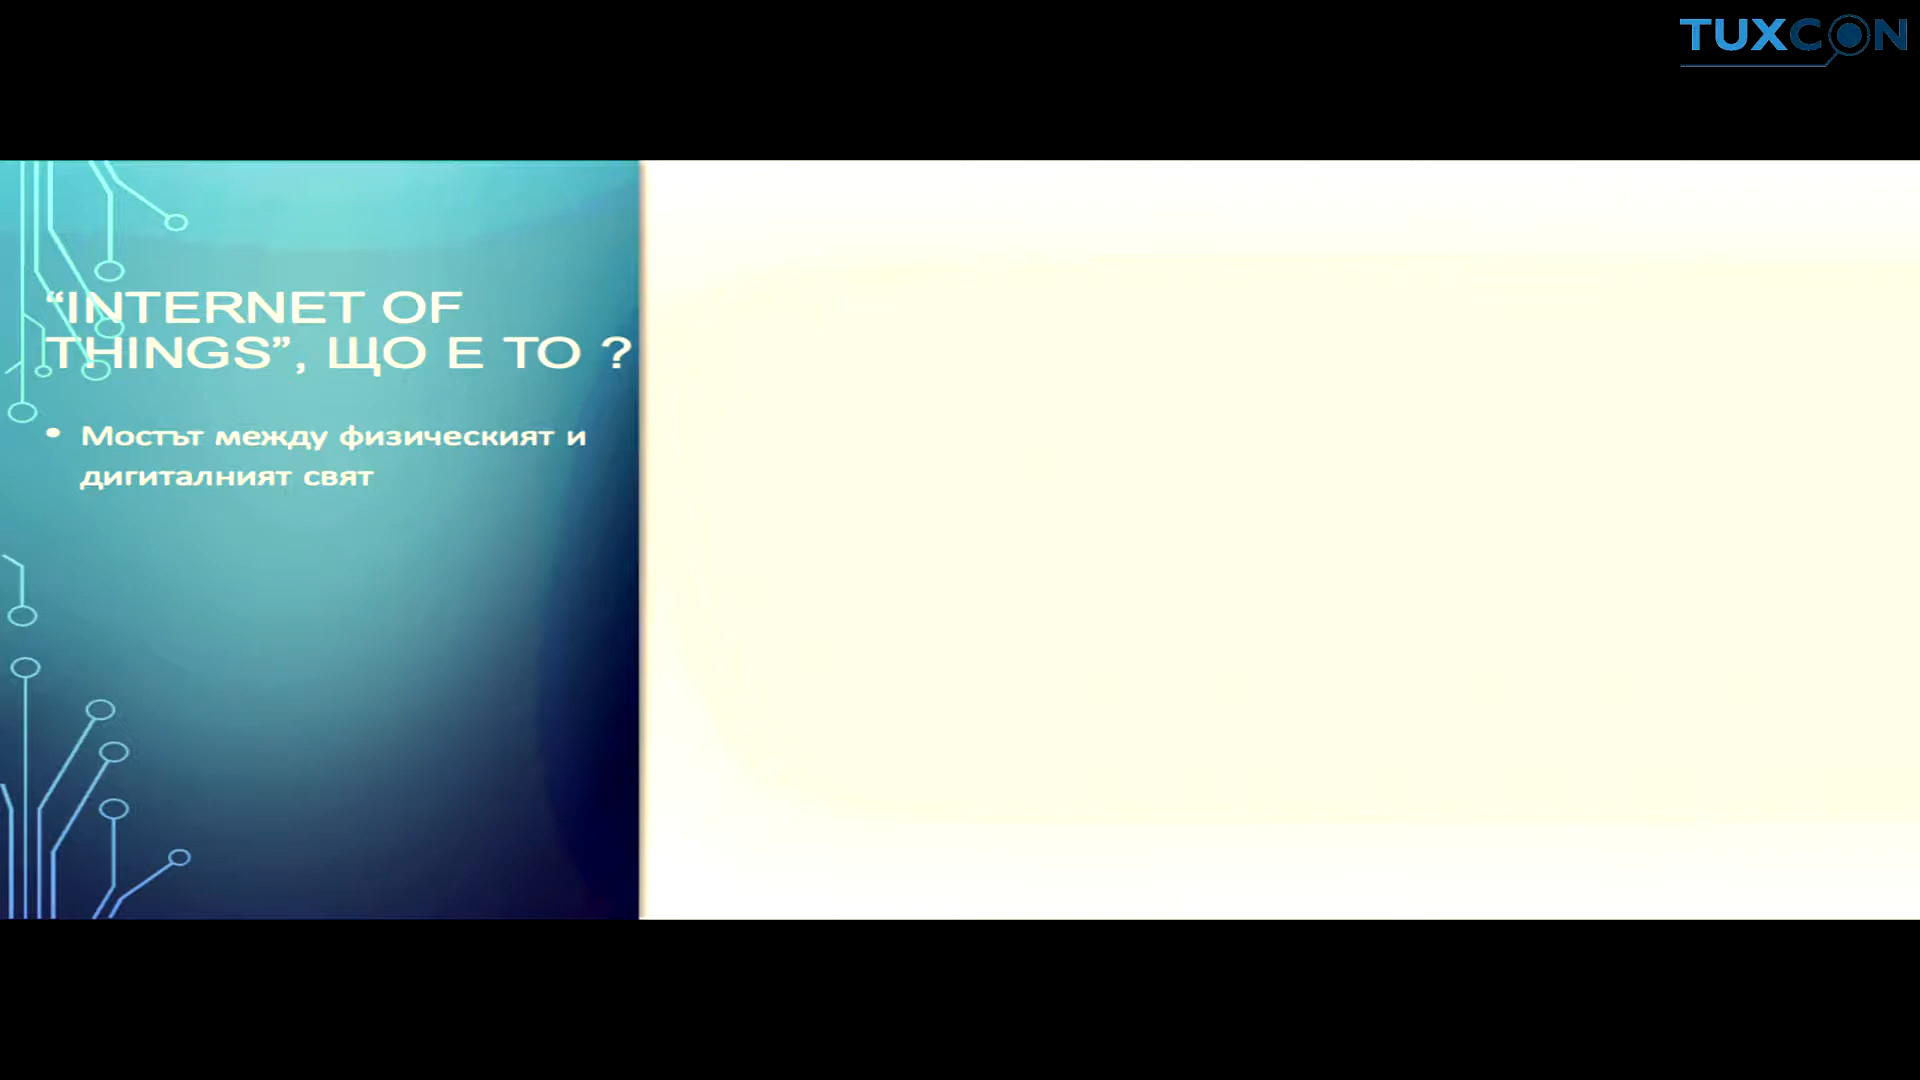 TUXCON
“INTERNET OF
THINGS”, ЩО Е ТО ?
• Мостът между физическият и
дигиталният свят